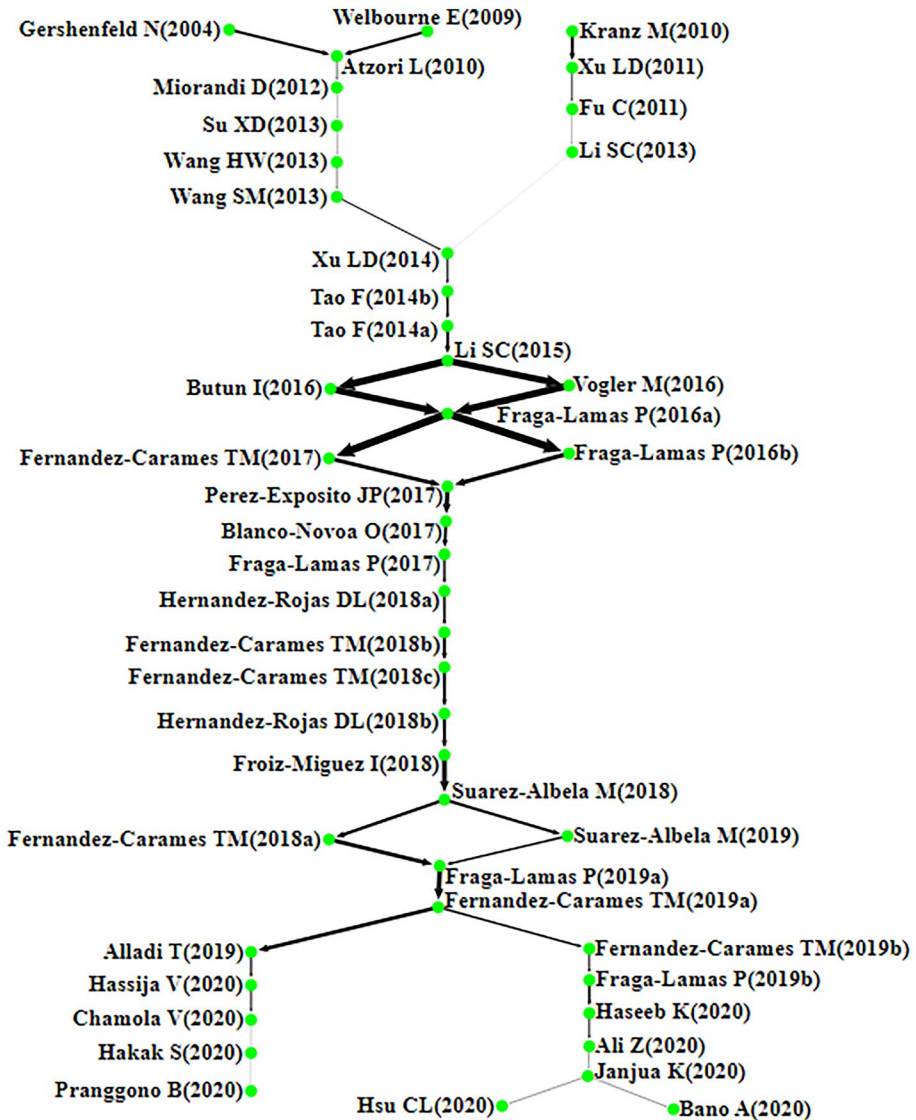 Gershenfeld N(2004)
Welbourne E(2009)
Kranz M(2010)
Atzori L(2010)
Xu LD(2011)
Miorandi D(2012)
Fu C(2011)
Su XD(2013)
Li SC(2013)
Wang HW(2013)
Wang SM(2013)
Xu LD(2014)
Tao F(2014b)
Tao F(2014a)
Li SC(2015)
Butun I(2016)
Vogler M(2016)
Fraga-Lamas P(2016a)
Fernandez-Carames TM(2017)
Fraga-Lamas P(2016b)
Perez-Exposito JP(2017)
Blanco-Novoa O(2017)
Fraga-Lamas P(2017)
Hernandez-Rojas DL(2018a)
Fernandez-Carames TM(2018b)
Fernandez-Carames TM(2018c)
Hernandez-Rojas DL(2018b)
Froiz-Miguez I(2018)
Suarez-Albela M(2018)
Fernandez-Carames TM(2018a)
Suarez-Albela M(2019)
Fraga-Lamas P(2019a)
Fernandez-Carames TM(2019a)
Alladi T(2019)
Fernandez-Carames TM(2019b)
Hassija V(2020)
Fraga-Lamas P(2019b)
Chamola V(2020)
Haseeb K(2020)
Hakak S(2020)
Ali Z(2020)
Janjua K(2020)
Pranggono B(2020)
Hsu CL(2020)
Bano A(2020)